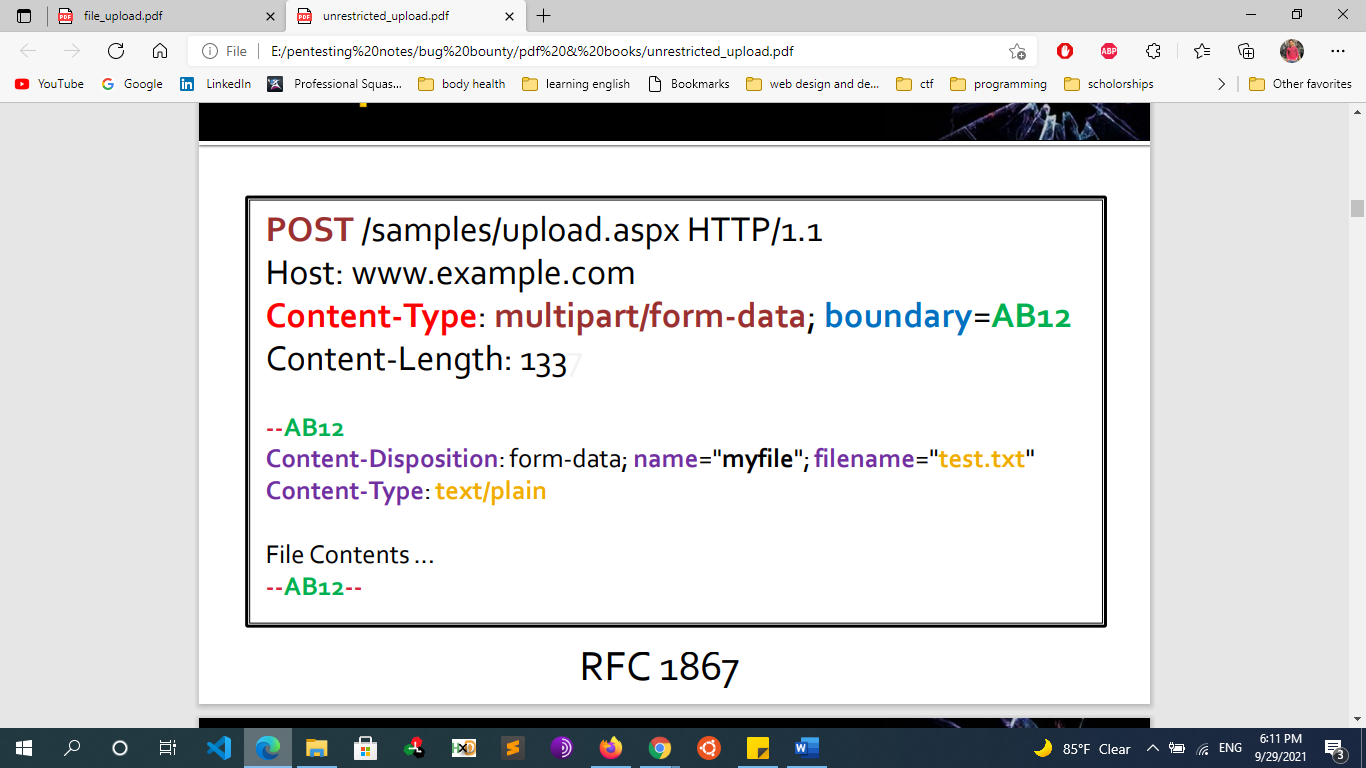 file_upload.pdf
unrestricted_upload.pdf
File
E:/pentesting%20notes/bug%20bounty/pdf%20&%20books/unrestricted_upload.pdf
ABP
YouTube
Google
LinkedIn
Professional Squas...
body health
learning english
Bookmarks
web design and de...
ctf
programming
scholorships
Other favorites
POST /samples/upload.aspx HTTP/1.1
Host: www.example.com
Content-Type: multipart/form-data; boundary=AB12
Content-Length: 1337
--AB12
Content-Disposition: form-data; name="myfile"; filename="test.txt"
Content-Type: text/plain
File Contents ...
--AB12--
RFC 1867
85°F Clear
ENG
6:11 PM
9/29/2021
3